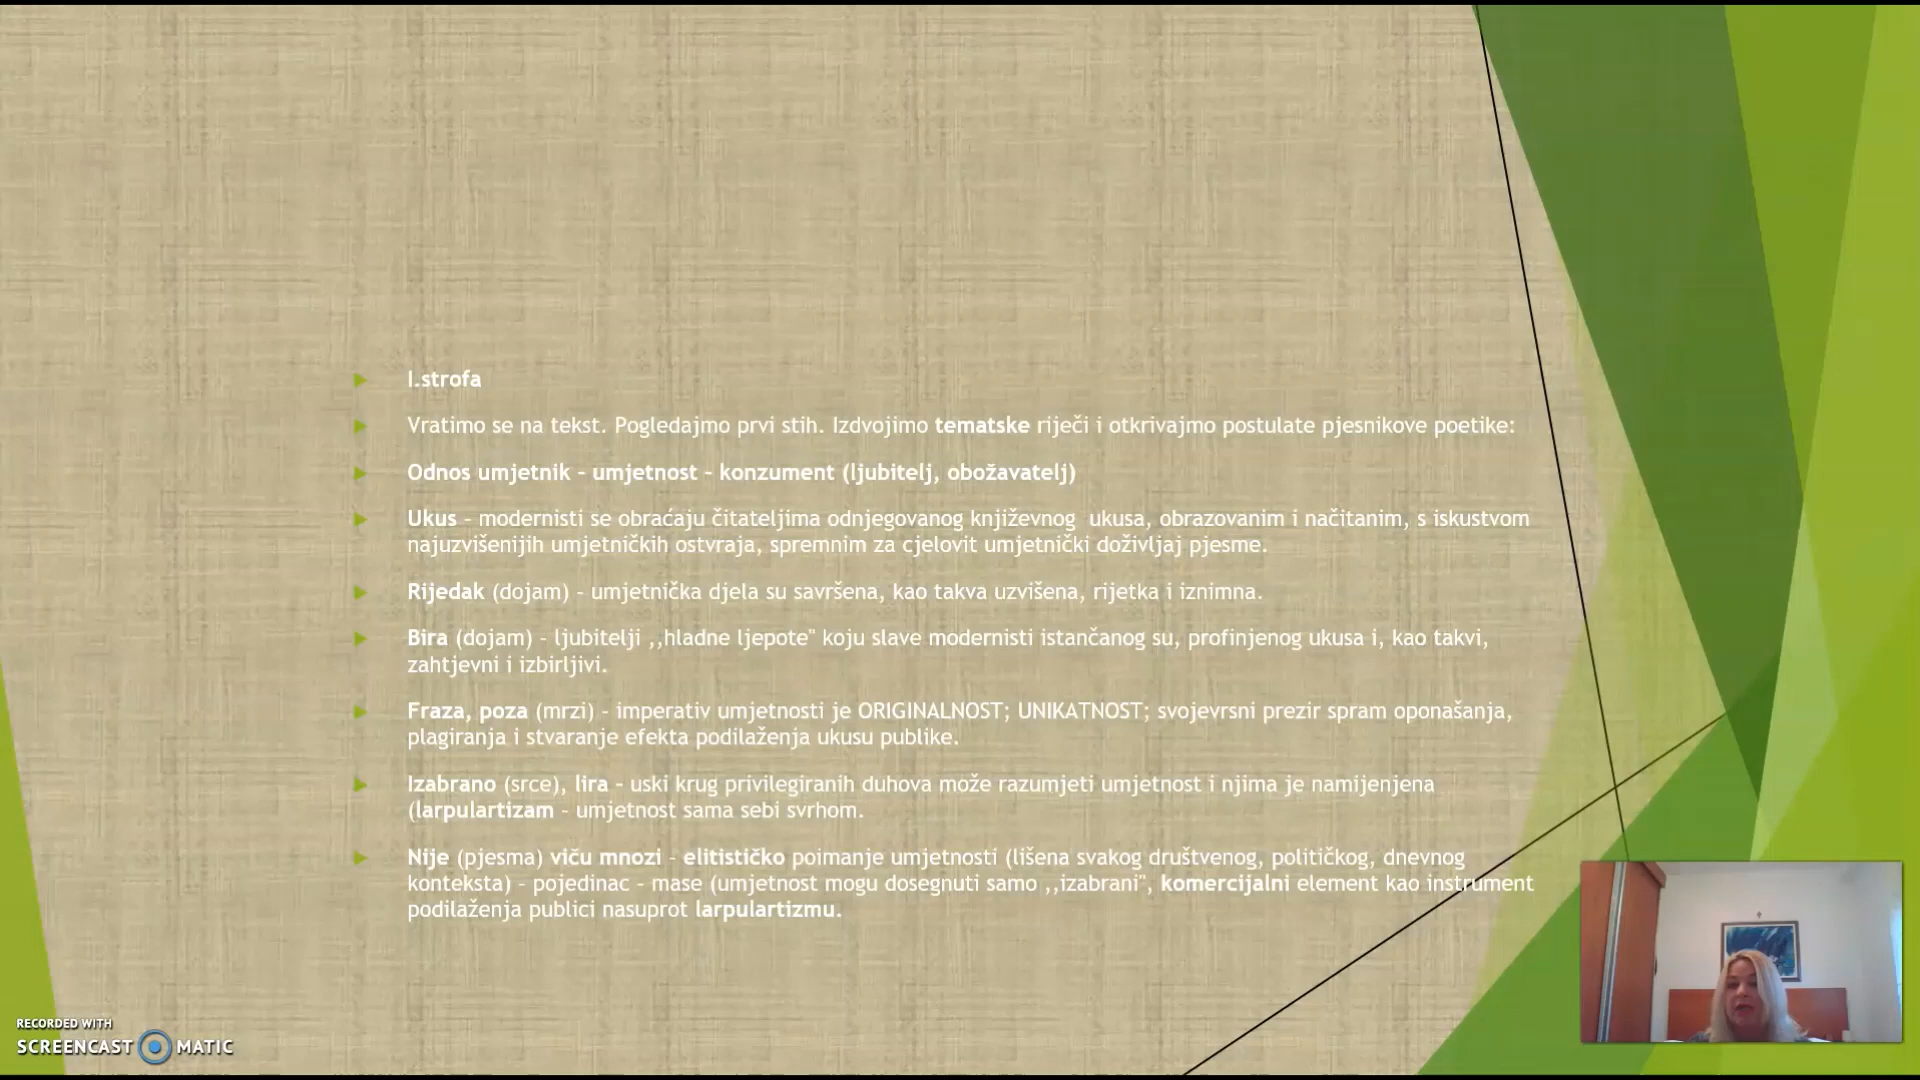 I.strofa
Vratimo se na tekst. Pogledajmo prvi stih. Izdvojimo tematske riječi i otkrivajmo postulate pjesnikove poetike:
Odnos umjetnik – umjetnost – konzument (ljubitelj, obožavatelj)
Ukus – modernisti se obraćaju čitateljima odnjegovanog književnog  ukusa, obrazovanim i načitanim, s iskustvom
najuzvišenijih umjetničkih ostvraja, spremnim za cjelovit umjetnički doživljaj pjesme.
Rijedak (dojam) – umjetnička djela su savršena, kao takva uzvišena, rijetka i iznimna.
Bira (dojam) – ljubitelji ,,hladne ljepote" koju slave modernisti istančanog su, profinjenog ukusa i, kao takvi,
zahtjevni i izbirljivi.
Fraza, poza (mrzi) – imperativ umjetnosti je ORIGINALNOST; UNIKATNOST; svojevrsni prezir spram oponašanja,
plagiranja i stvaranje efekta podilaženja ukusu publike.
Izabrano (srce), lira – uski krug privilegiranih duhova može razumjeti umjetnost i njima je namijenjena
(larpulartizam – umjetnost sama sebi svrhom.
Nije (pjesma) viču mnozi – elitističko poimanje umjetnosti (lišena svakog društvenog, političkog, dnevnog
konteksta) – pojedinac – mase (umjetnost mogu dosegnuti samo ,,izabrani", komercijalni element kao instrument
podilaženja publici nasuprot larpulartizmu.
RECORDED WITH
SCREENCAST MATIC